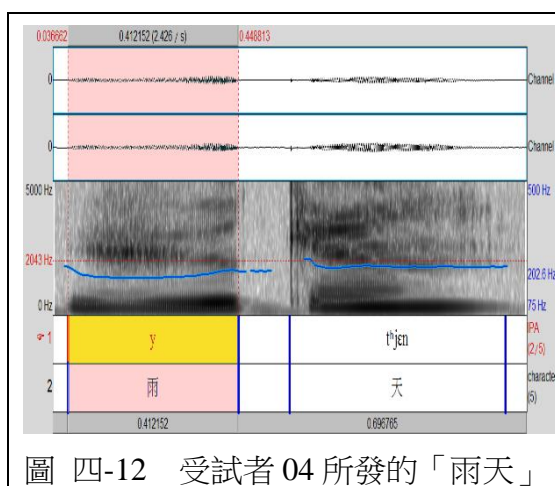 0.036662 0.412152 (2.426 / s) 0.448813
0 Channel
0 Channel
5000 Hz 500 Hz
2043 Hz 202.6 Hz
0 Hz 75 Hz
1 y tʰjɛn IPA (2/5)
2 雨 天 characte (5)
0.412152 0.696765
圖 四-12 受試者 04 所發的「雨天」